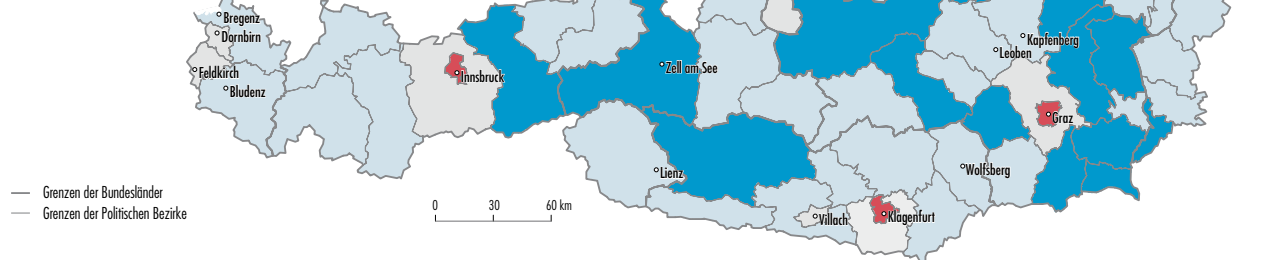 Bregenz
Dornbirn
Feldkirch
Bludenz
Innsbruck
Zell am See
Kapfenberg
Leoben
Graz
Lienz
Wolfsberg
Villach
Klagenfurt
Grenzen der Bundesländer
Grenzen der Politischen Bezirke
0 30 60 km